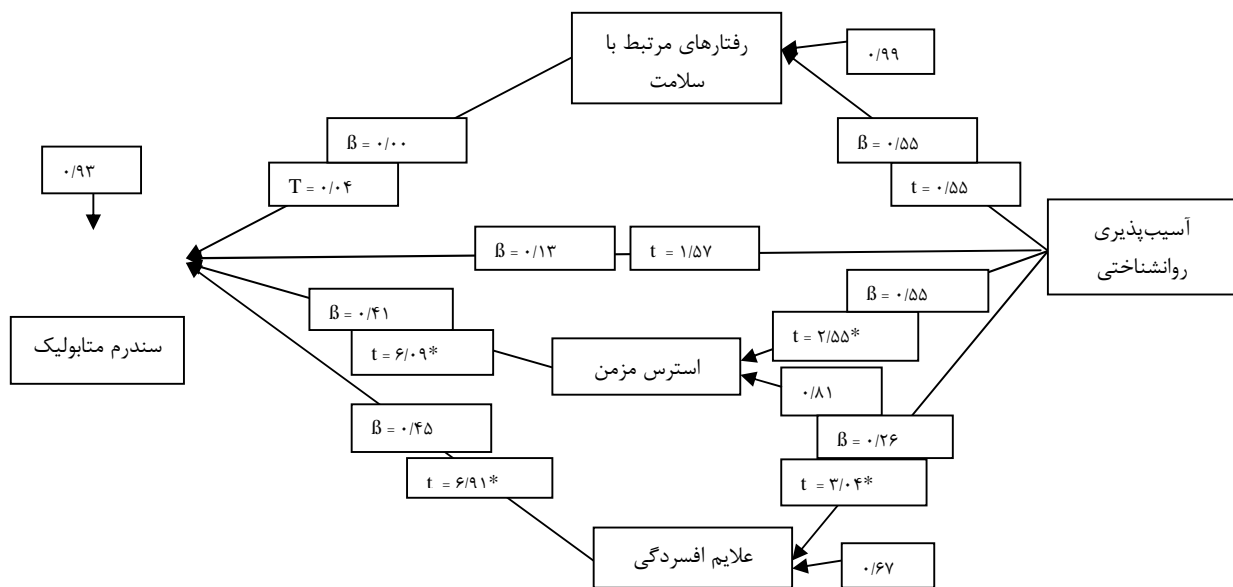 رفتارهای مرتبط با
سلامت
۰/۹۹
ß = ۰/۰۰
ß = ۰/۵۵
۰/۹۳
T = ۰/۰۴
t = ۰/۵۵
آسیب‌پذیری
روانشناختی
ß = ۰/۱۳
t = ۱/۵۷
ß = ۰/۵۵
ß = ۰/۴۱
t = ۲/۵۵*
سندرم متابولیک
t = ۶/۰۹*
استرس مزمن
۰/۸۱
ß = ۰/۴۵
ß = ۰/۲۶
t = ۶/۹۱*
t = ۳/۰۴*
علایم افسردگی
۰/۶۷